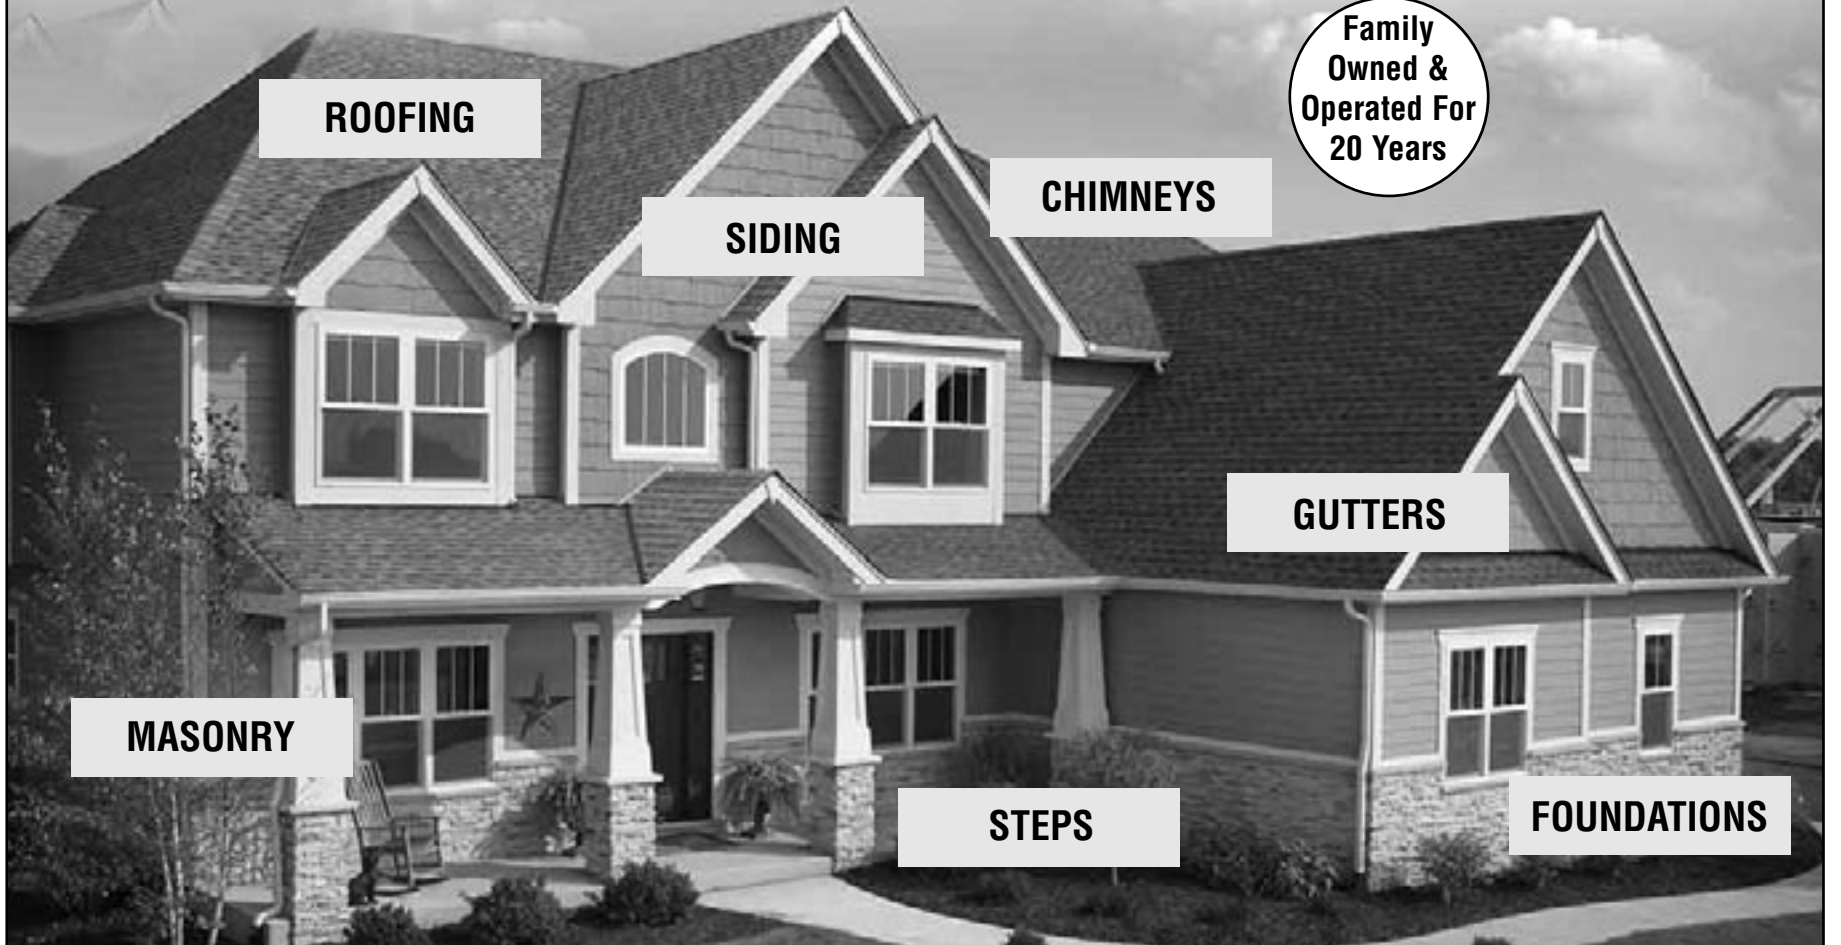 Family
Owned &
Operated For
20 Years
ROOFING
CHIMNEYS
SIDING
GUTTERS
MASONRY
STEPS
FOUNDATIONS